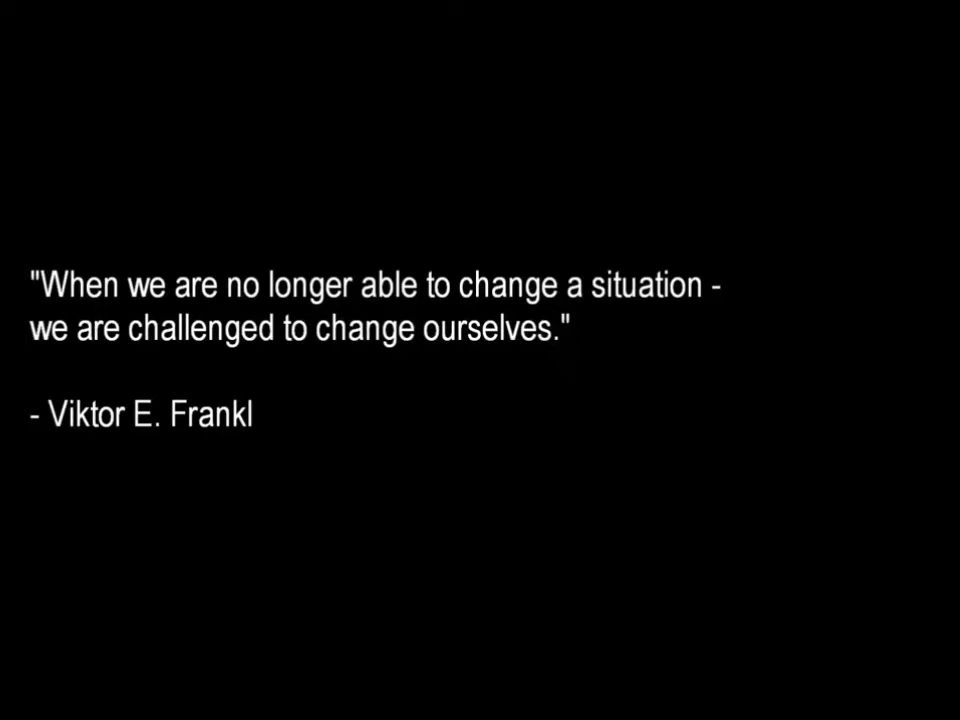 "When we are no longer able to change a situation -
we are challenged to change ourselves."
- Viktor E. Frankl